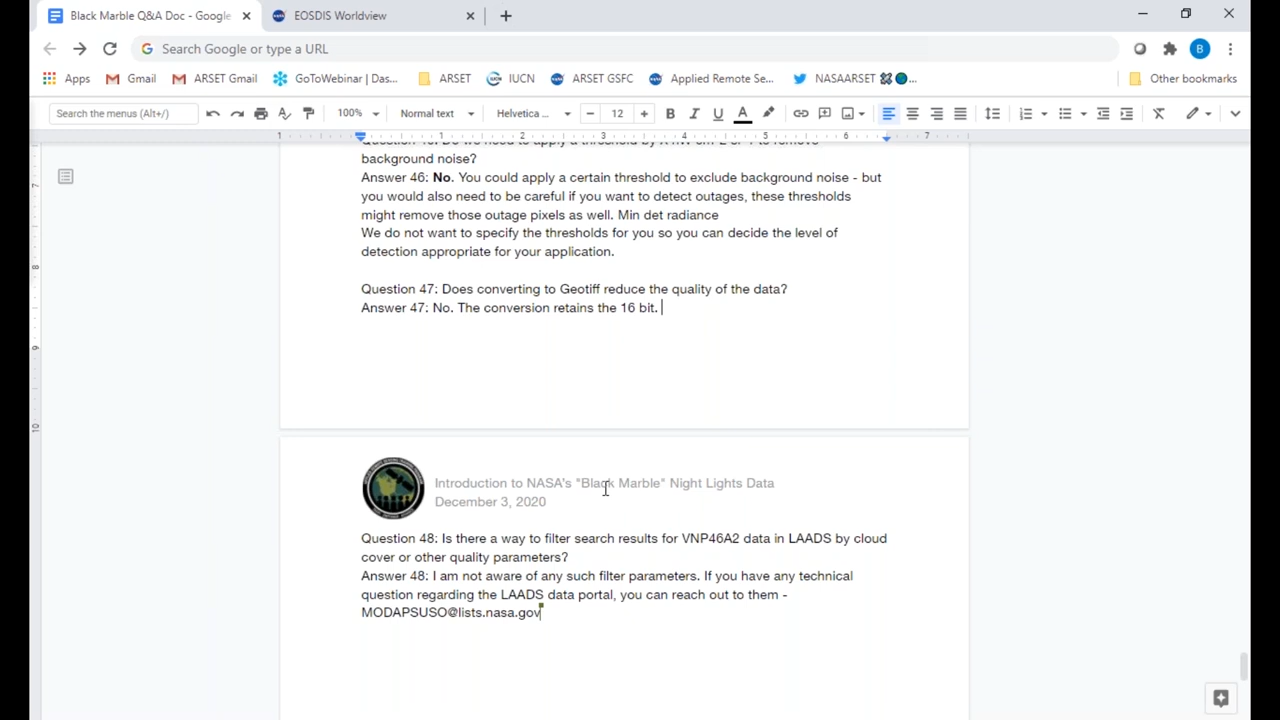 Black Marble Q&A Doc - Google
EOSDIS Worldview
Search Google or type a URL
B
Apps
Gmail
ARSET Gmail
GoToWebinar | Das...
ARSET
IUCN
ARSET GSFC
Applied Remote Se...
NASAARSET
Other bookmarks
Search the menus (Alt+/)
100%
Normal text
Helvetica ...
12
B I U A
1 1 2 3 4 5 6 7
background noise?
Answer 46: No. You could apply a certain threshold to exclude background noise - but
you would also need to be careful if you want to detect outages, these thresholds
might remove those outage pixels as well. Min det radiance
We do not want to specify the thresholds for you so you can decide the level of
detection appropriate for your application.
Question 47: Does converting to Geotiff reduce the quality of the data?
Answer 47: No. The conversion retains the 16 bit.
Introduction to NASA's "Black Marble" Night Lights Data
December 3, 2020
Question 48: Is there a way to filter search results for VNP46A2 data in LAADS by cloud
cover or other quality parameters?
Answer 48: I am not aware of any such filter parameters. If you have any technical
question regarding the LAADS data portal, you can reach out to them -
MODAPSUSO@lists.nasa.gov